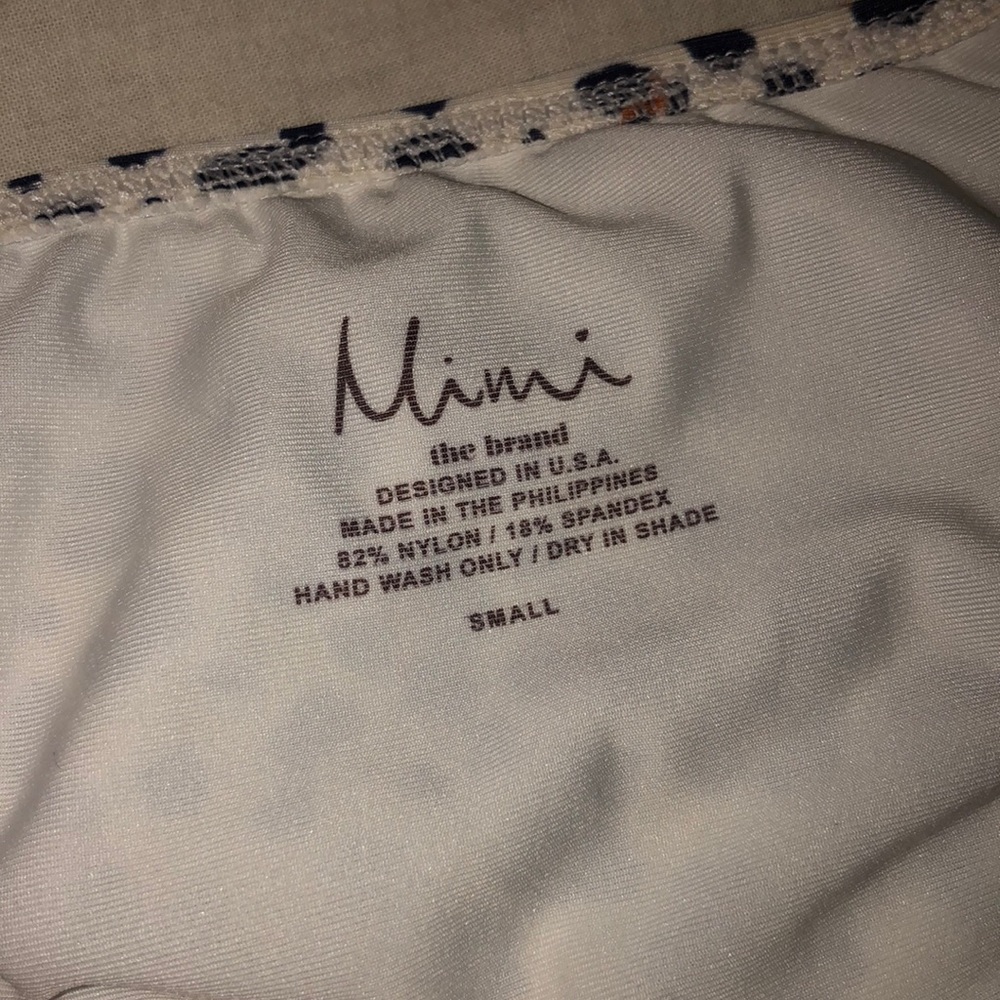 Mimi
the brand
DESIGNED IN U.S.A.
MADE IN THE PHILIPPINES
82% NYLON / 18% SPANDEX
HAND WASH ONLY / DRY IN SHADE
SMALL